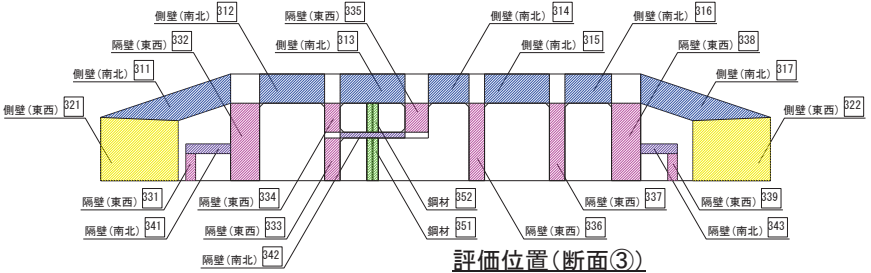 側壁(南北) 312
隔壁(東西) 335
側壁(南北) 314
側壁(南北) 316
隔壁(東西) 332
側壁(南北) 313
側壁(南北) 315
隔壁(東西) 338
側壁(南北) 311
側壁(南北) 317
側壁(東西) 321
側壁(東西) 322
隔壁(東西) 331
隔壁(東西) 334
鋼材 352
隔壁(東西) 337
隔壁(東西) 339
隔壁(南北) 341
隔壁(東西) 333
鋼材 351
隔壁(東西) 336
隔壁(南北) 343
隔壁(南北) 342
評価位置(断面③)